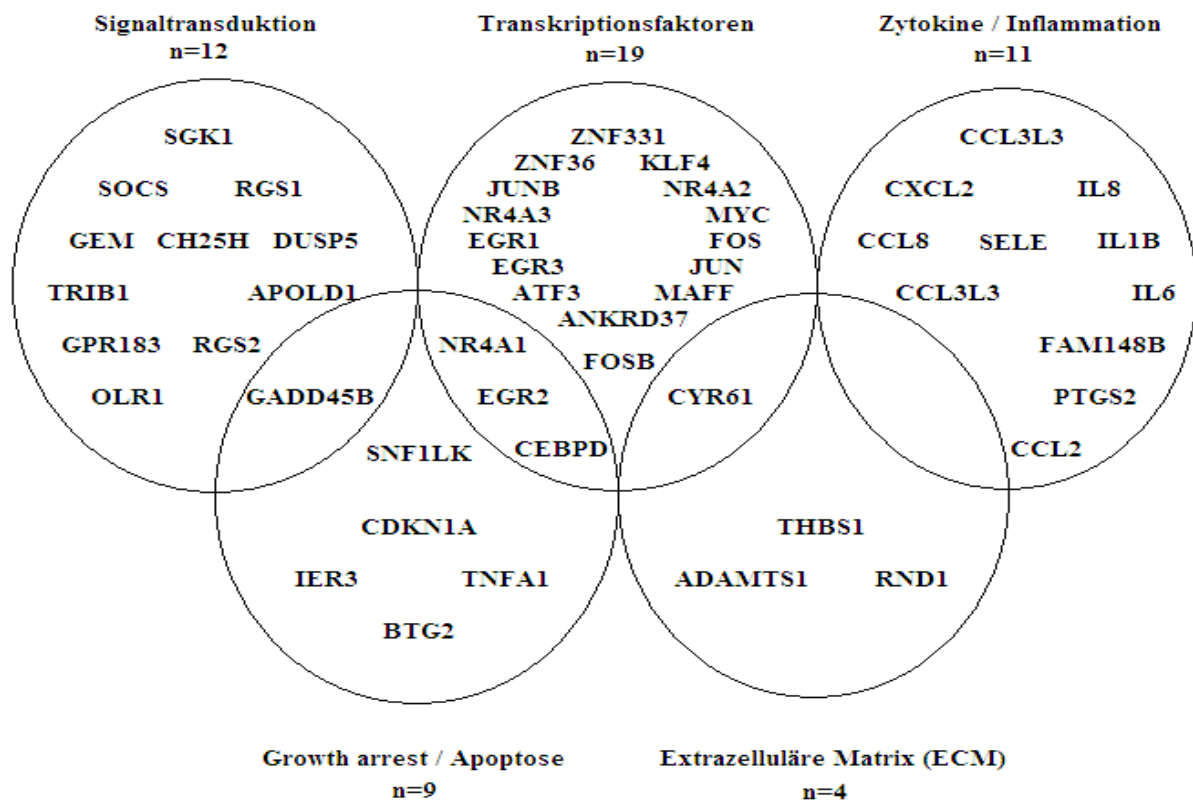 Signaltransduktion
n=12
Transkriptionsfaktoren
n=19
Zytokine / Inflammation
n=11
SGK1
SOCS RGS1
GEM CH25H DUSP5
TRIB1 APOLD1
GPR183 RGS2
OLR1 GADD45B
ZNF331
ZNF36 KLF4
JUNB NR4A2
NR4A3 MYC
EGR1 FOS
EGR3 JUN
ATF3 MAFF
ANKRD37
NR4A1 FOSB
EGR2 CYR61
CEBPD
CCL3L3
CXCL2 IL8
CCL8 SELE IL1B
CCL3L3 IL6
FAM148B
PTGS2
CCL2
SNF1LK
CDKN1A
IER3 TNFA1
BTG2
THBS1
ADAMTS1 RND1
Growth arrest / Apoptose
n=9
Extrazelluläre Matrix (ECM)
n=4